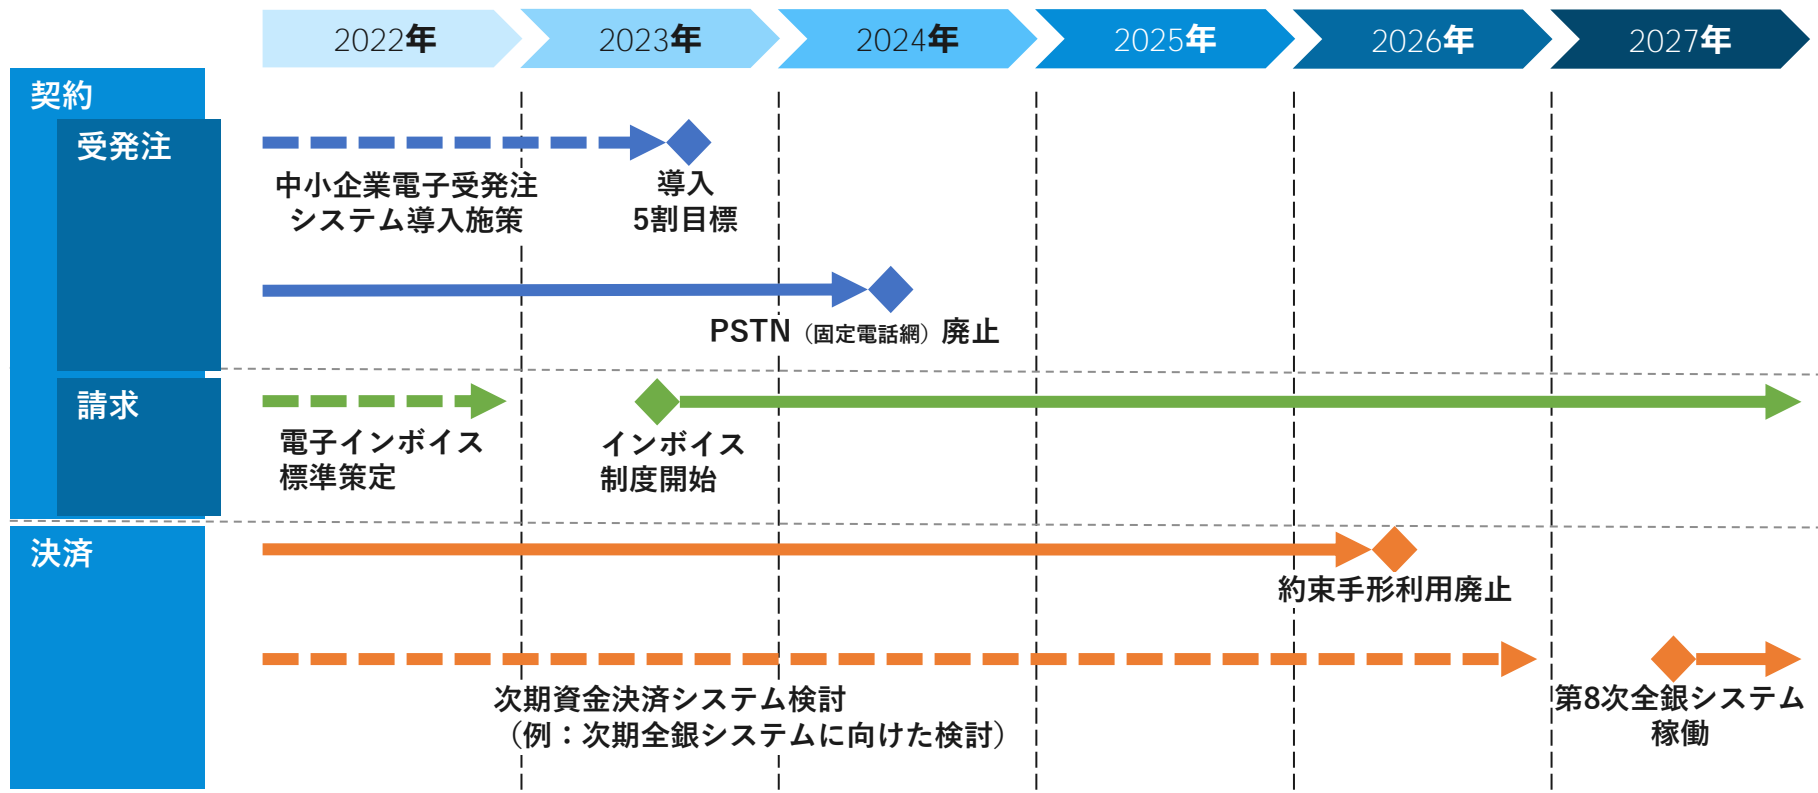 2022年 2023年 2024年 2025年 2026年 2027年
契約
受発注
中小企業電子受発注
システム導入施策
導入
5割目標
PSTN（固定電話網）廃止
請求
電子インボイス
標準策定
インボイス
制度開始
決済
約束手形利用廃止
次期資金決済システム検討
（例：次期全銀システムに向けた検討）
第8次全銀システム
稼働